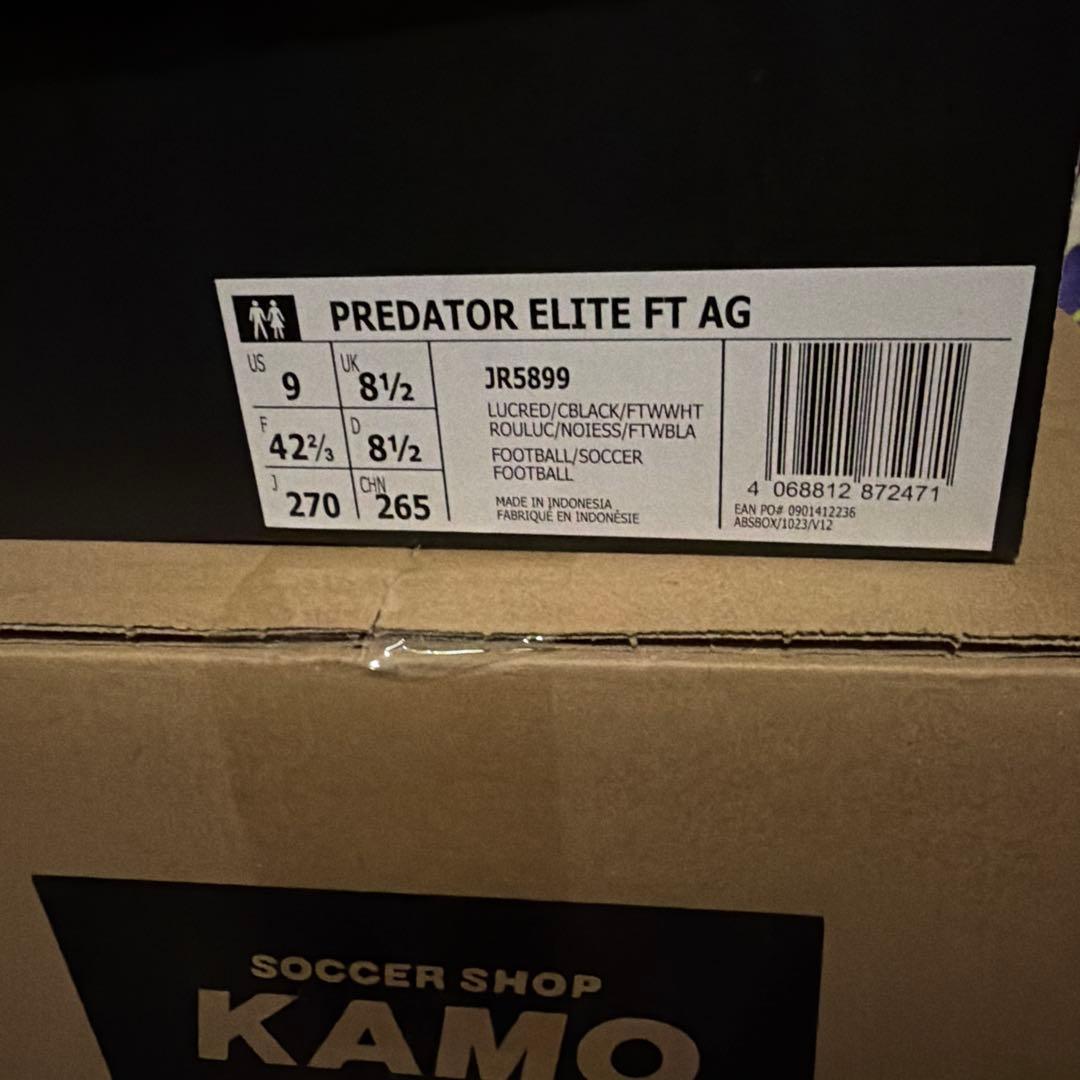 PREDATOR ELITE FT AG
US 9 UK 8½
F 42⅔ D 8½
J 270 CHN 265
JR5899
LUCRED/CBLACK/FTWWHT
ROULUC/NOIESS/FTWBLA
FOOTBALL/SOCCER
FOOTBALL
MADE IN INDONESIA
FABRIQUÉ EN INDONÉSIE
4 068812 872471
EAN PO# 0901412236
ABSBOX/1023/V12
SOCCER SHOP
KAMO